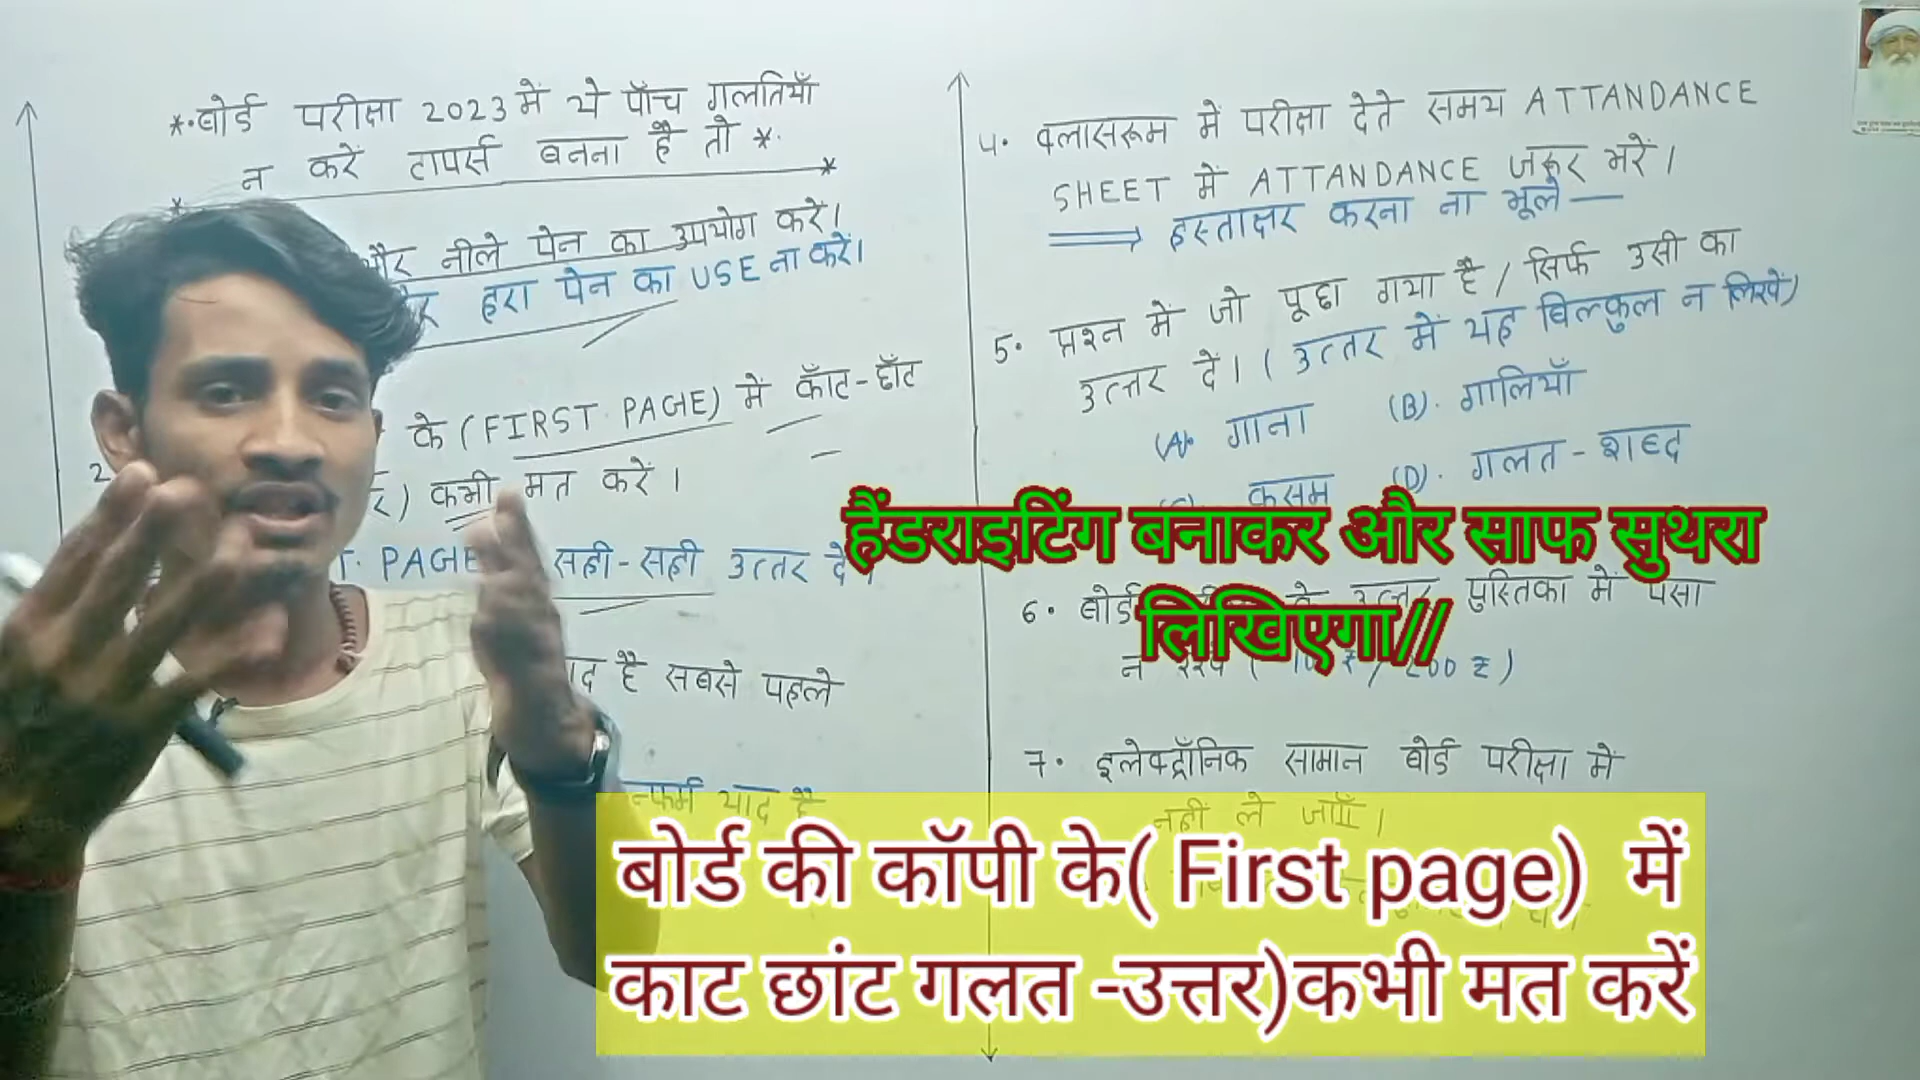 *.बोर्ड परीक्षा 2023 में ये पाँच गलतियाँ
न करें टापर्स बनना है तो *.
और नीले पेन का उपयोग करें।
हरा पेन का USE ना करें।
2
के (FIRST PAGE) में काँट-छाँट
कभी मत करें।
PAGE सही-सही उत्तर दें
याद है सबसे पहले
याद है
4. क्लासरूम में परीक्षा देते समय ATTANDANCE
SHEET में ATTANDANCE जरूर भरें।
हस्ताक्षर करना ना भूले
5. प्रश्न में जो पूछा गया है / सिर्फ उसी का
उत्तर दें। (उत्तर में यह बिल्कुल न लिखें)
(A). गाना (B). गालियाँ
कसम (D). गलत-शब्द
हैंडराइटिंग बनाकर और साफ सुथरा
लिखिएगा//
6. बोर्ड उत्तर पुस्तिका में पैसा
न 200 ₹)
7. इलेक्ट्रॉनिक सामान बोर्ड परीक्षा में
नहीं ले जाएँ।
बोर्ड की कॉपी के( First page) में
काट छांट गलत -उत्तर)कभी मत करें